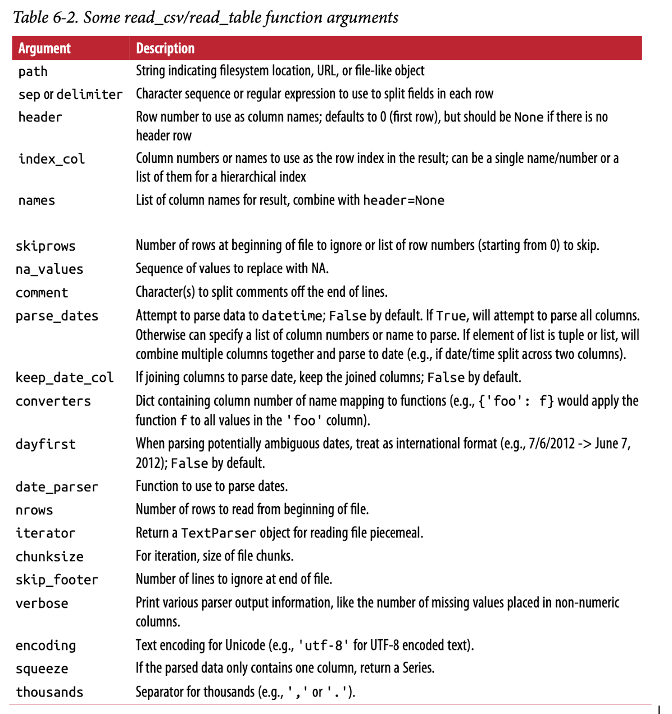 Table 6-2. Some read_csv/read_table function arguments
Argument Description
path String indicating filesystem location, URL, or file-like object
sep or delimiter Character sequence or regular expression to use to split fields in each row
header Row number to use as column names; defaults to 0 (first row), but should be None if there is no
header row
index_col Column numbers or names to use as the row index in the result; can be a single name/number or a
list of them for a hierarchical index
names List of column names for result, combine with header=None
skiprows Number of rows at beginning of file to ignore or list of row numbers (starting from 0) to skip.
na_values Sequence of values to replace with NA.
comment Character(s) to split comments off the end of lines.
parse_dates Attempt to parse data to datetime; False by default. If True, will attempt to parse all columns.
Otherwise can specify a list of column numbers or name to parse. If element of list is tuple or list, will
combine multiple columns together and parse to date (e.g., if date/time split across two columns).
keep_date_col If joining columns to parse date, keep the joined columns; False by default.
converters Dict containing column number of name mapping to functions (e.g., {'foo': f} would apply the
function f to all values in the 'foo' column).
dayfirst When parsing potentially ambiguous dates, treat as international format (e.g., 7/6/2012 -> June 7,
2012); False by default.
date_parser Function to use to parse dates.
nrows Number of rows to read from beginning of file.
iterator Return a TextParser object for reading file piecemeal.
chunksize For iteration, size of file chunks.
skip_footer Number of lines to ignore at end of file.
verbose Print various parser output information, like the number of missing values placed in non-numeric
columns.
encoding Text encoding for Unicode (e.g., 'utf-8' for UTF-8 encoded text).
squeeze If the parsed data only contains one column, return a Series.
thousands Separator for thousands (e.g., ',' or '.').